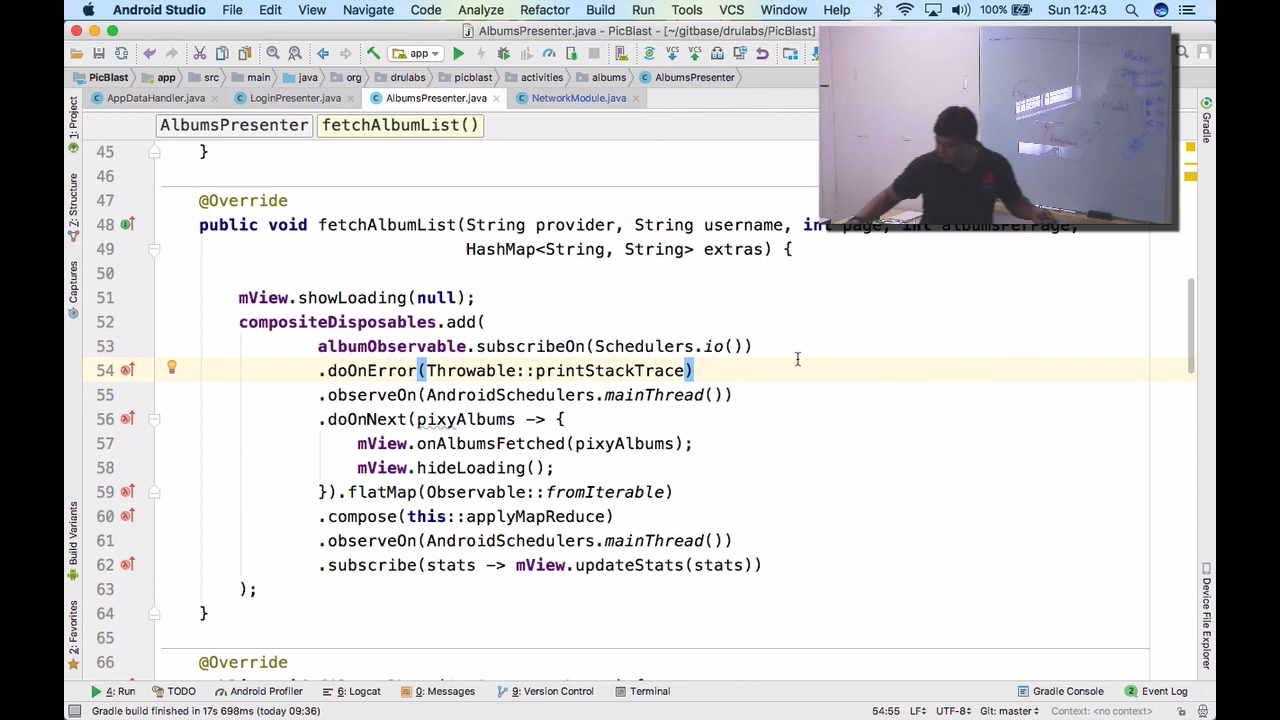 Android Studio File Edit View Navigate Code Analyze Refactor Build Run Tools VCS Window Help 100% Sun 12:43
AlbumsPresenter.java - PicBlast - [~/gitbase/drulabs/PicBlast]
app
PicBlast app src main java org drulabs picblast activities albums AlbumsPresenter
AppDataHandler.java LoginPresenter.java AlbumsPresenter.java NetworkModule.java
AlbumsPresenter fetchAlbumList()
1: Project
7: Structure
Captures
Build Variants
2: Favorites
Gradle
Device File Explorer
45 }
46
47 @Override
48 public void fetchAlbumList(String provider, String username, int page, int albumsPerPage,
49 HashMap<String, String> extras) {
50
51 mView.showLoading(null);
52 compositeDisposables.add(
53 albumObservable.subscribeOn(Schedulers.io())
54 .doOnError(Throwable::printStackTrace)
55 .observeOn(AndroidSchedulers.mainThread())
56 .doOnNext(pixyAlbums -> {
57 mView.onAlbumsFetched(pixyAlbums);
58 mView.hideLoading();
59 }).flatMap(Observable::fromIterable)
60 .compose(this::applyMapReduce)
61 .observeOn(AndroidSchedulers.mainThread())
62 .subscribe(stats -> mView.updateStats(stats))
63 );
64 }
65
66 @Override
4: Run TODO Android Profiler 6: Logcat 0: Messages 9: Version Control Terminal Gradle Console 2 Event Log
Gradle build finished in 17s 698ms (today 09:36) 54:55 LF UTF-8 Git: master Context: <no context>